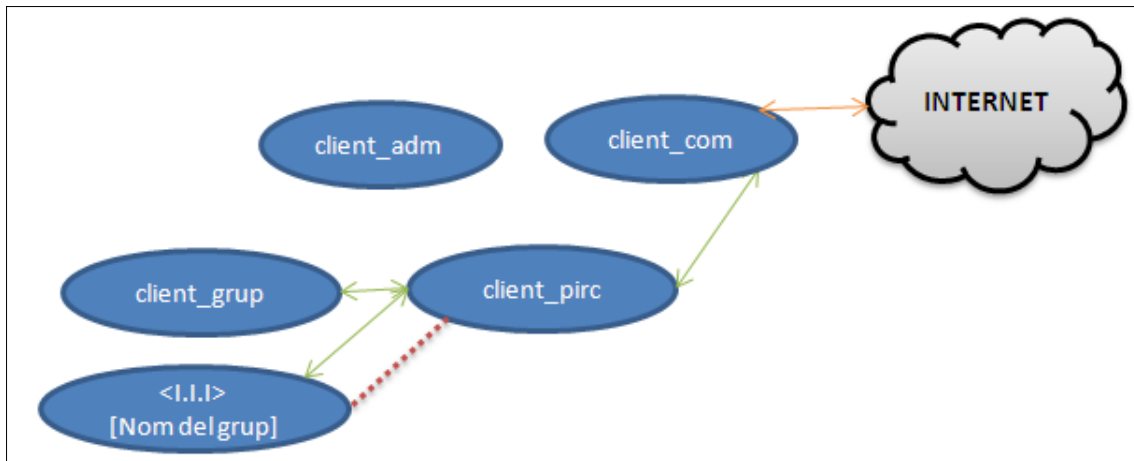 INTERNET
client_adm
client_com
client_grup
client_pirc
<I.I.I>
[Nom del grup]